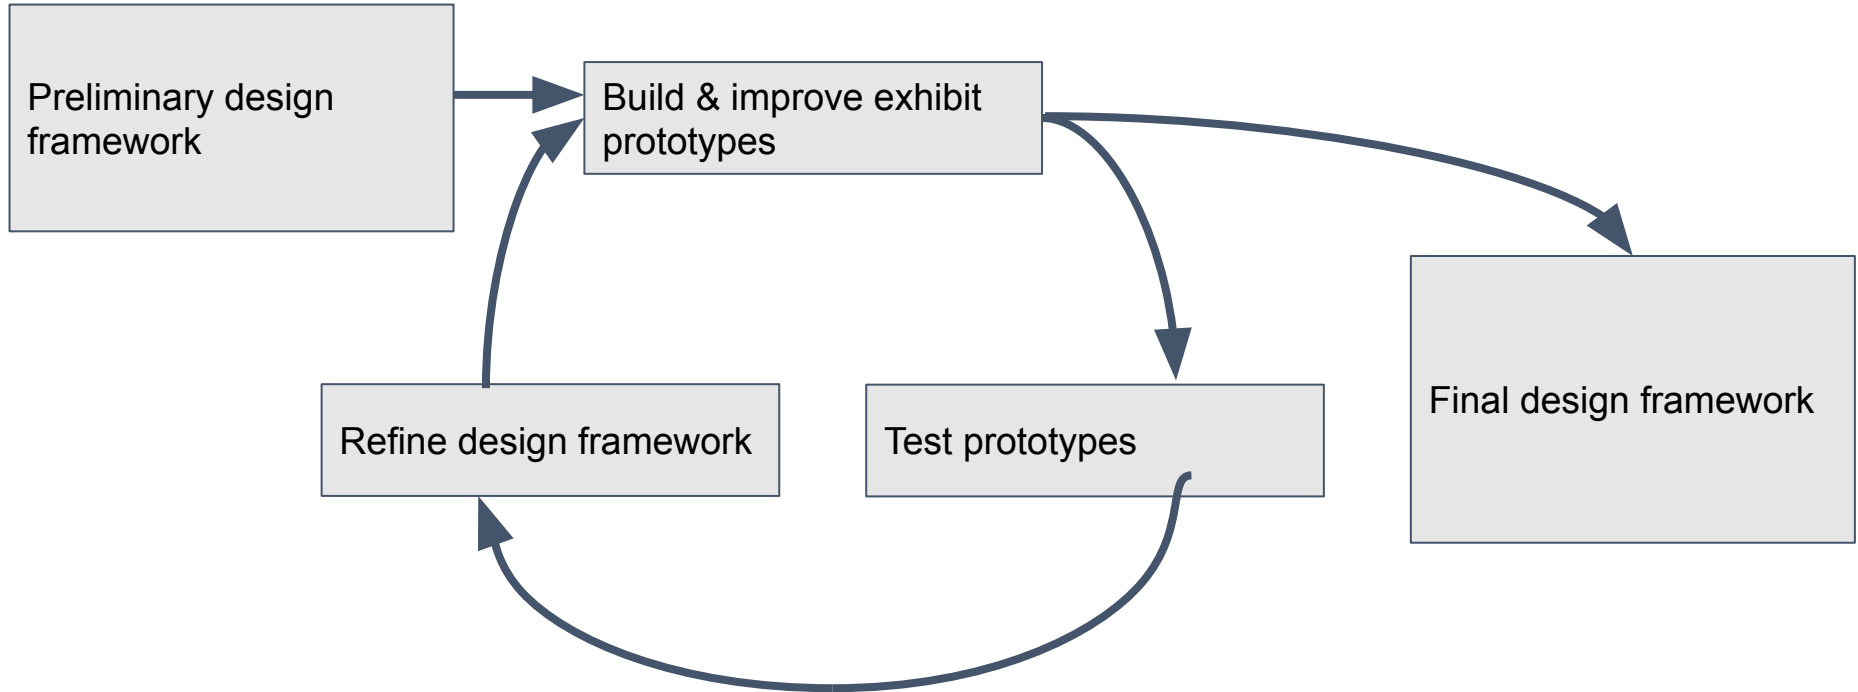 Preliminary design
framework
Build & improve exhibit
prototypes
Refine design framework
Test prototypes
Final design framework